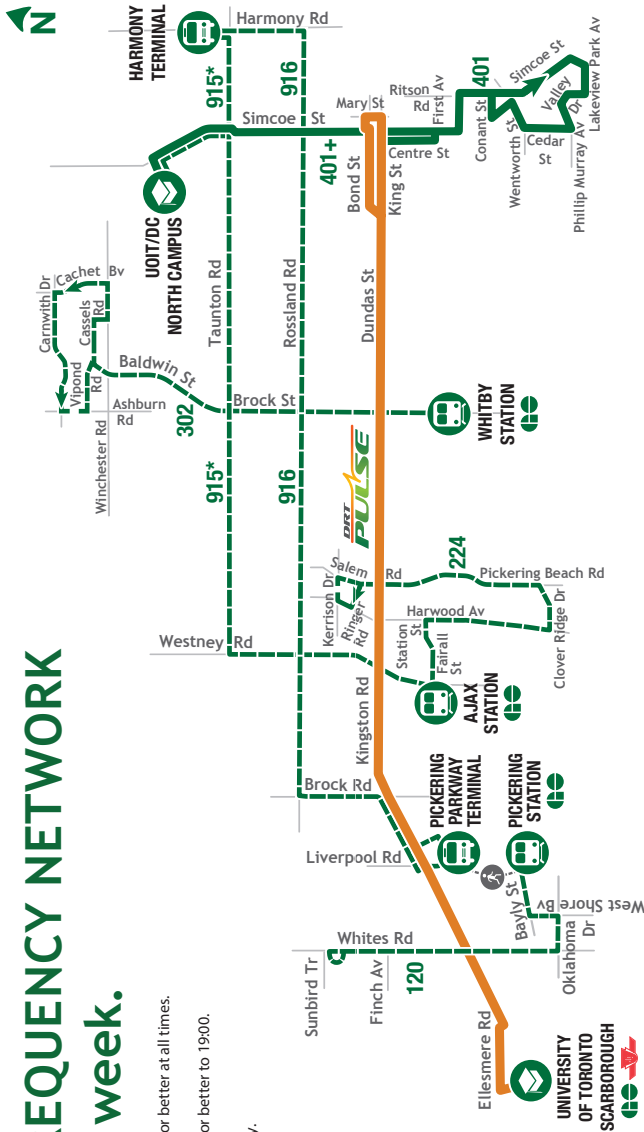 EQUENCY NETWORK
week.
or better at all times.
or better to 19:00.
y.
N
HARMONY
TERMINAL
Harmony Rd
915*
916
Simcoe St
Mary St
Ritson
Rd
First Av
401
Simcoe St
Valley
Dr
Lakeview Park Av
Conant St
Wentworth St
Cedar
St
Phillip Murray Av
401+
Centre St
Bond St
King St
UOIT/DC
NORTH CAMPUS
Taunton Rd
Rossland Rd
Dundas St
Carnwith Dr
Cachet Bv
Cassels
Rd
Vipond
Rd
Baldwin St
Ashburn
Rd
Winchester Rd
302
Brock St
WHITBY
STATION
GO
915*
916
DRT
PULSE
Kerrison Dr
Salem Rd
Ringer
Rd
224
Pickering Beach Rd
Harwood Av
Station
St
Fairall
St
Clover Ridge Dr
Westney Rd
AJAX
STATION
GO
Kingston Rd
Brock Rd
PICKERING
PARKWAY
TERMINAL
PICKERING
STATION
GO
Liverpool Rd
Bayly St
West Shore Bv
Oklahoma
Dr
Whites Rd
Sunbird Tr
Finch Av
120
Ellesmere Rd
UNIVERSITY
OF TORONTO
SCARBOROUGH
GO